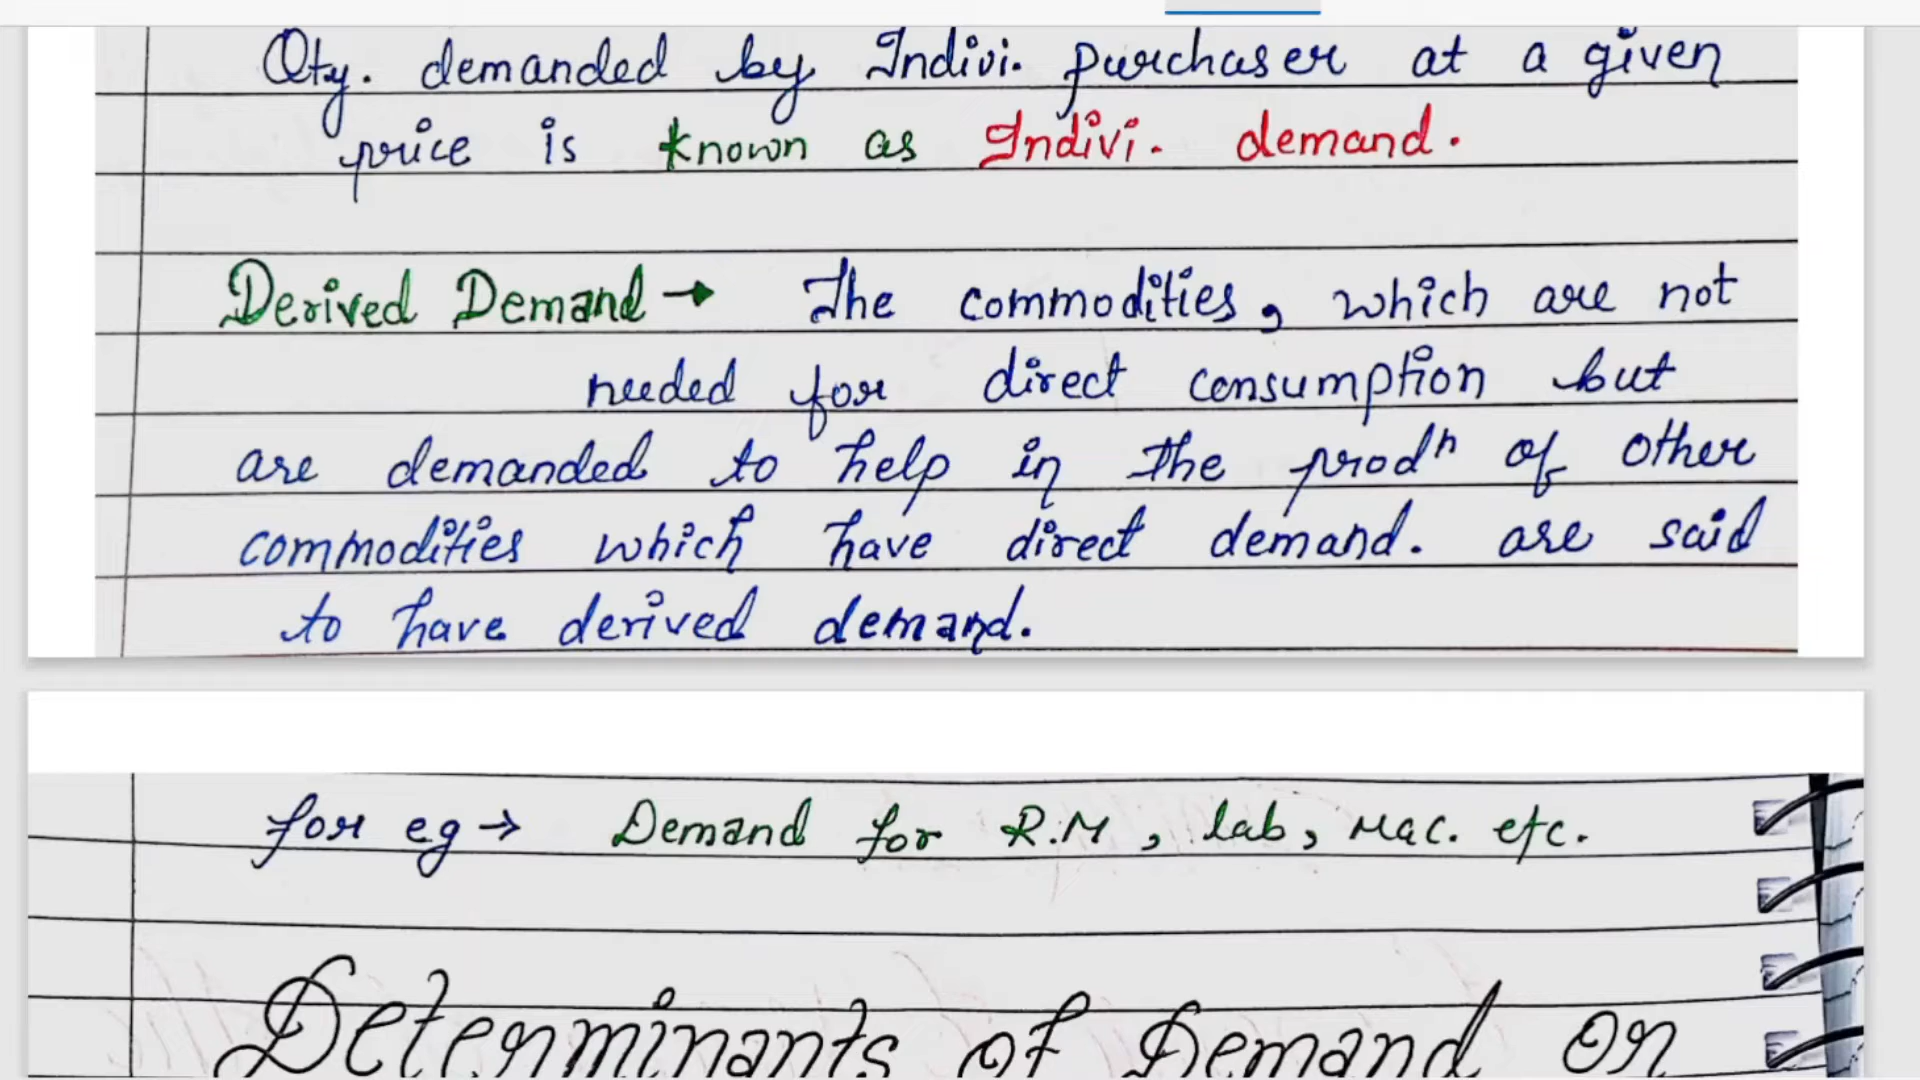 Qty. demanded by Indivi. purchaser at a given
price is known as Indivi. demand.
Derived Demand → The commodities, which are not
needed for direct consumption but
are demanded to help in the prodⁿ of other
commodities which have direct demand. are said
to have derived demand.
for eg → Demand for R.M, lab, Mac. etc.
Determinants of Demand or